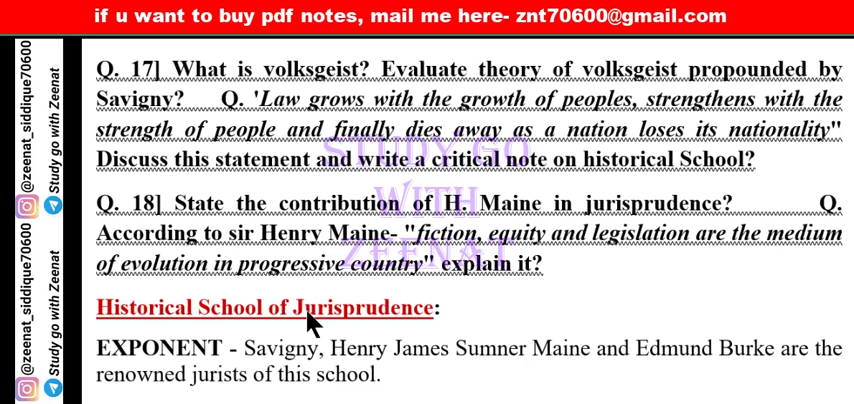 if u want to buy pdf notes, mail me here- znt70600@gmail.com
Q. 17] What is volksgeist? Evaluate theory of volksgeist propounded by
Savigny? Q. 'Law grows with the growth of peoples, strengthens with the
strength of people and finally dies away as a nation loses its nationality"
Discuss this statement and write a critical note on historical School?
Q. 18] State the contribution of H. Maine in jurisprudence? Q.
According to sir Henry Maine- "fiction, equity and legislation are the medium
of evolution in progressive country" explain it?
Historical School of Jurisprudence:
EXPONENT - Savigny, Henry James Sumner Maine and Edmund Burke are the
renowned jurists of this school.
STUDY GO
WITH
ZEENAT
@zeenat_siddique70600
Study go with Zeenat
@zeenat_siddique70600
Study go with Zeenat